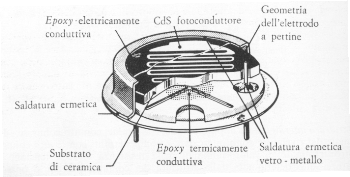 Epoxy elettricamente
conduttiva
CdS fotoconduttore
Geometria
dell'elettrodo
a pettine
Saldatura ermetica
Substrato
di ceramica
Epoxy termicamente
conduttiva
Saldatura ermetica
vetro - metallo